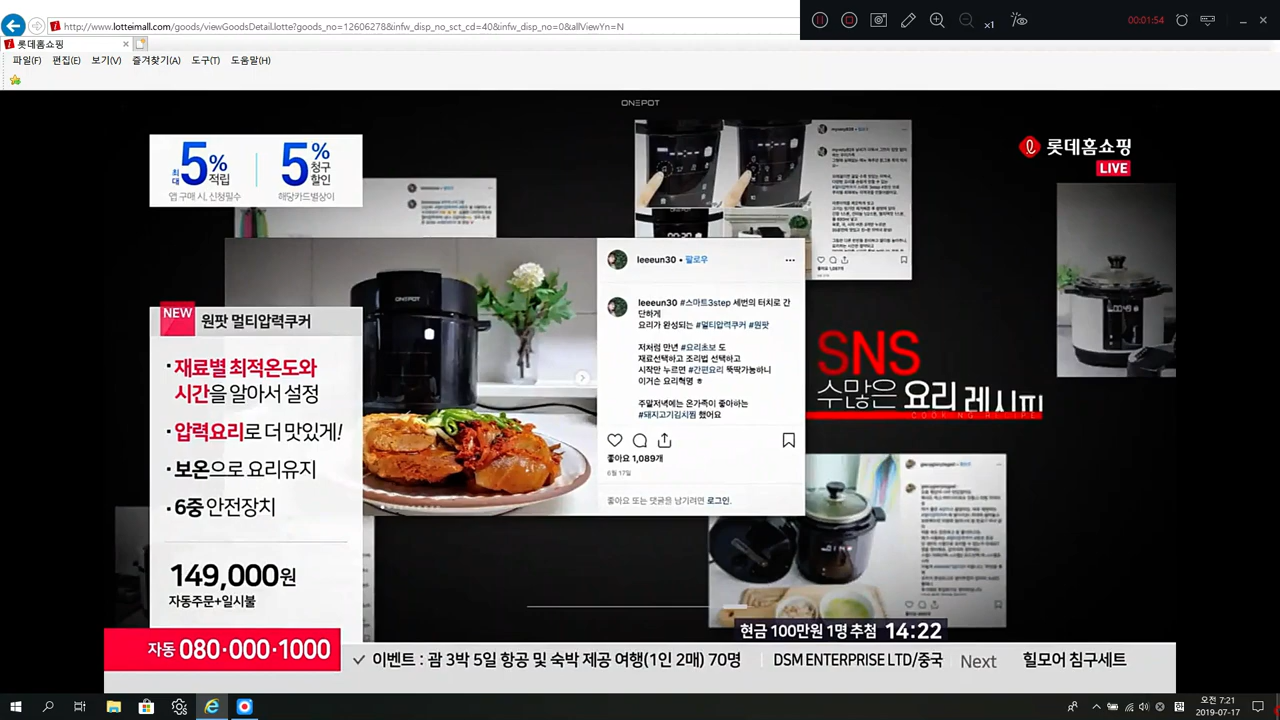 http://www.lotteimall.com/goods/viewGoodsDetail.lotte?goods_no=12606278&infw_disp_no_sct_cd=40&infw_disp_no=0&allViewYn=N
x1
00:01:54
롯데홈쇼핑
파일(F) 편집(E) 보기(V) 즐겨찾기(A) 도구(T) 도움말(H)
ONEPOT
최대 5% 적립
앱 구매 시, 신청필수
5% 청구할인
해당카드별상이
롯데홈쇼핑
LIVE
NEW 원팟 멀티압력쿠커
· 재료별 최적온도와
시간을 알아서 설정
· 압력요리로 더 맛있게!
· 보온으로 요리유지
· 6중 안전장치
149,000원
자동주문+일시불
자동 080·000·1000
ONEPOT
leeeun30 • 팔로우
leeeun30 #스마트3step 세번의 터치로 간
단하게
요리가 완성되는 #멀티압력쿠커 #원팟
저처럼 만년 #요리초보 도
재료선택하고 조리법 선택하고
시작만 누르면 #간편요리 뚝딱가능하니
이거슨 요리혁명 ㅎ
주말저녁에는 온가족이 좋아하는
#돼지고기김치찜 했어요
좋아요 1,089개
6월 17일
좋아요 또는 댓글을 남기려면 로그인.
SNS
수많은 요리 레시피
COOKING RECIPE
현금 100만원 1명 추첨 14:22
이벤트 : 괌 3박 5일 항공 및 숙박 제공 여행(1인 2매) 70명
DSM ENTERPRISE LTD/중국
Next 힐모어 침구세트
오전 7:21
2019-07-17